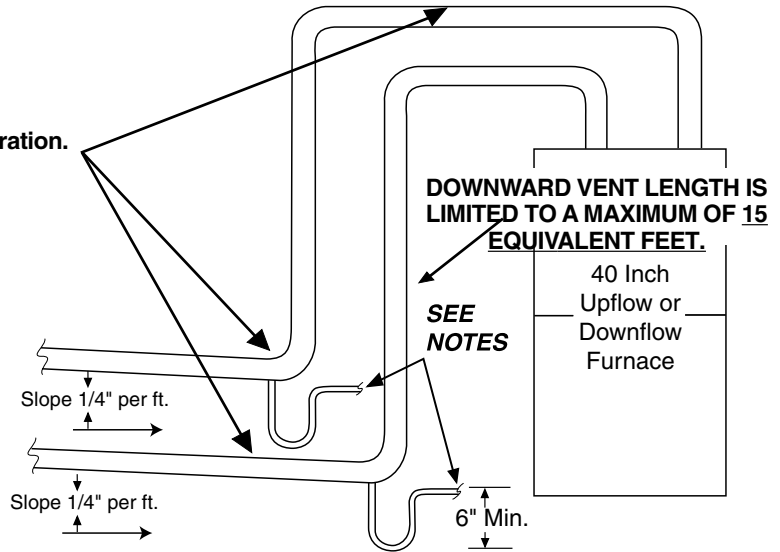 ration.
DOWNWARD VENT LENGTH IS
LIMITED TO A MAXIMUM OF 15
EQUIVALENT FEET.
40 Inch
Upflow or
Downflow
Furnace
SEE
NOTES
Slope 1/4" per ft.
Slope 1/4" per ft.
6" Min.